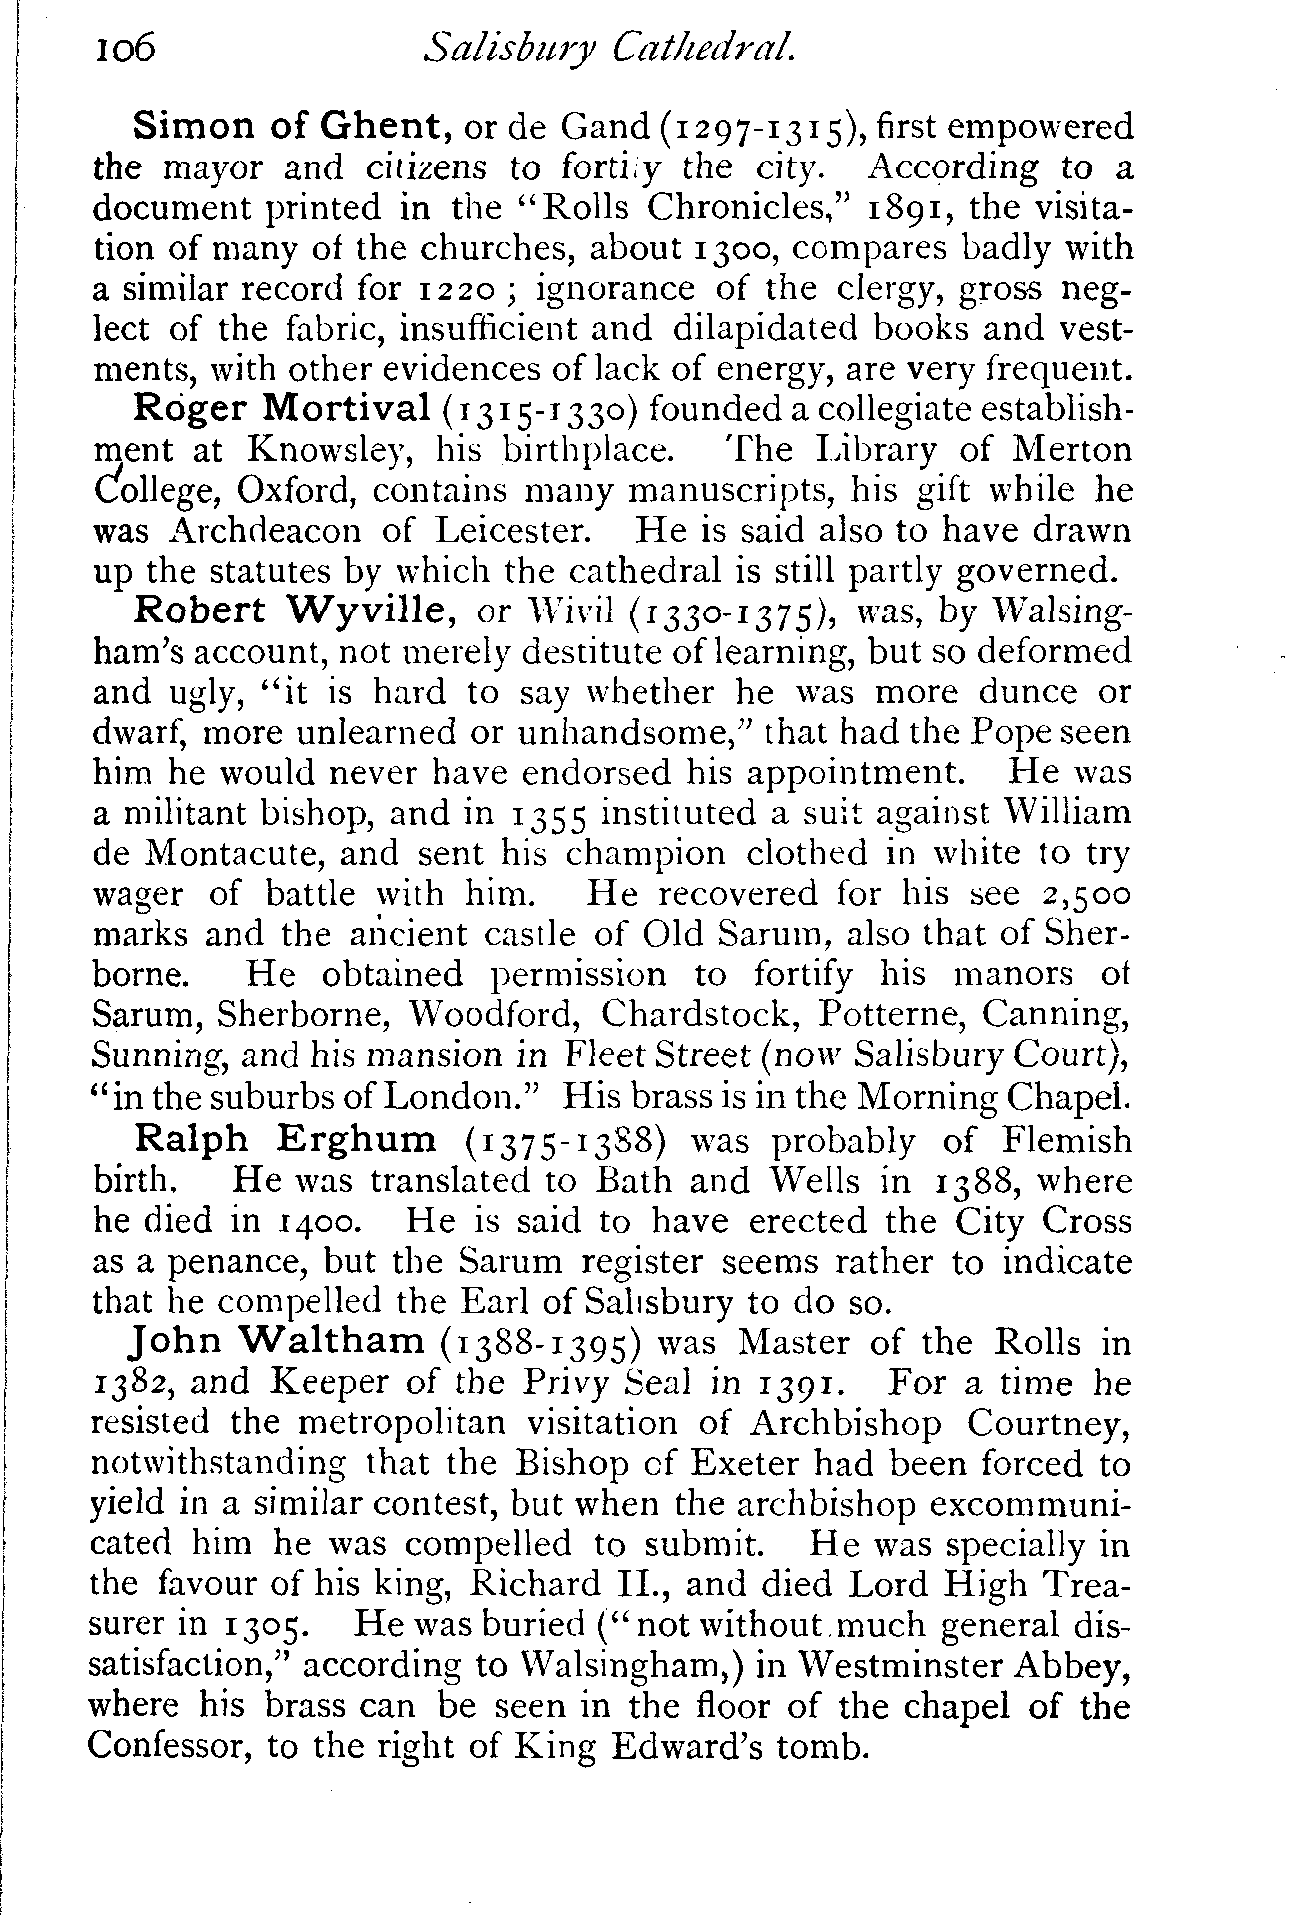 106 Salisbury Cathedral.
Simon of Ghent, or de Gand (1297-1315), first empowered
the mayor and citizens to fortify the city. According to a
document printed in the "Rolls Chronicles," 1891, the visita-
tion of many of the churches, about 1300, compares badly with
a similar record for 1220; ignorance of the clergy, gross neg-
lect of the fabric, insufficient and dilapidated books and vest-
ments, with other evidences of lack of energy, are very frequent.
Roger Mortival (1315-1330) founded a collegiate establish-
ment at Knowsley, his birthplace. The Library of Merton
College, Oxford, contains many manuscripts, his gift while he
was Archdeacon of Leicester. He is said also to have drawn
up the statutes by which the cathedral is still partly governed.
Robert Wyville, or Wivil (1330-1375), was, by Walsing-
ham's account, not merely destitute of learning, but so deformed
and ugly, "it is hard to say whether he was more dunce or
dwarf, more unlearned or unhandsome," that had the Pope seen
him he would never have endorsed his appointment. He was
a militant bishop, and in 1355 instituted a suit against William
de Montacute, and sent his champion clothed in white to try
wager of battle with him. He recovered for his see 2,500
marks and the ancient castle of Old Sarum, also that of Sher-
borne. He obtained permission to fortify his manors of
Sarum, Sherborne, Woodford, Chardstock, Potterne, Canning,
Sunning, and his mansion in Fleet Street (now Salisbury Court),
"in the suburbs of London." His brass is in the Morning Chapel.
Ralph Erghum (1375-1388) was probably of Flemish
birth. He was translated to Bath and Wells in 1388, where
he died in 1400. He is said to have erected the City Cross
as a penance, but the Sarum register seems rather to indicate
that he compelled the Earl of Salisbury to do so.
John Waltham (1388-1395) was Master of the Rolls in
1382, and Keeper of the Privy Seal in 1391. For a time he
resisted the metropolitan visitation of Archbishop Courtney,
notwithstanding that the Bishop of Exeter had been forced to
yield in a similar contest, but when the archbishop excommuni-
cated him he was compelled to submit. He was specially in
the favour of his king, Richard II., and died Lord High Trea-
surer in 1305. He was buried ("not without much general dis-
satisfaction," according to Walsingham,) in Westminster Abbey,
where his brass can be seen in the floor of the chapel of the
Confessor, to the right of King Edward's tomb.